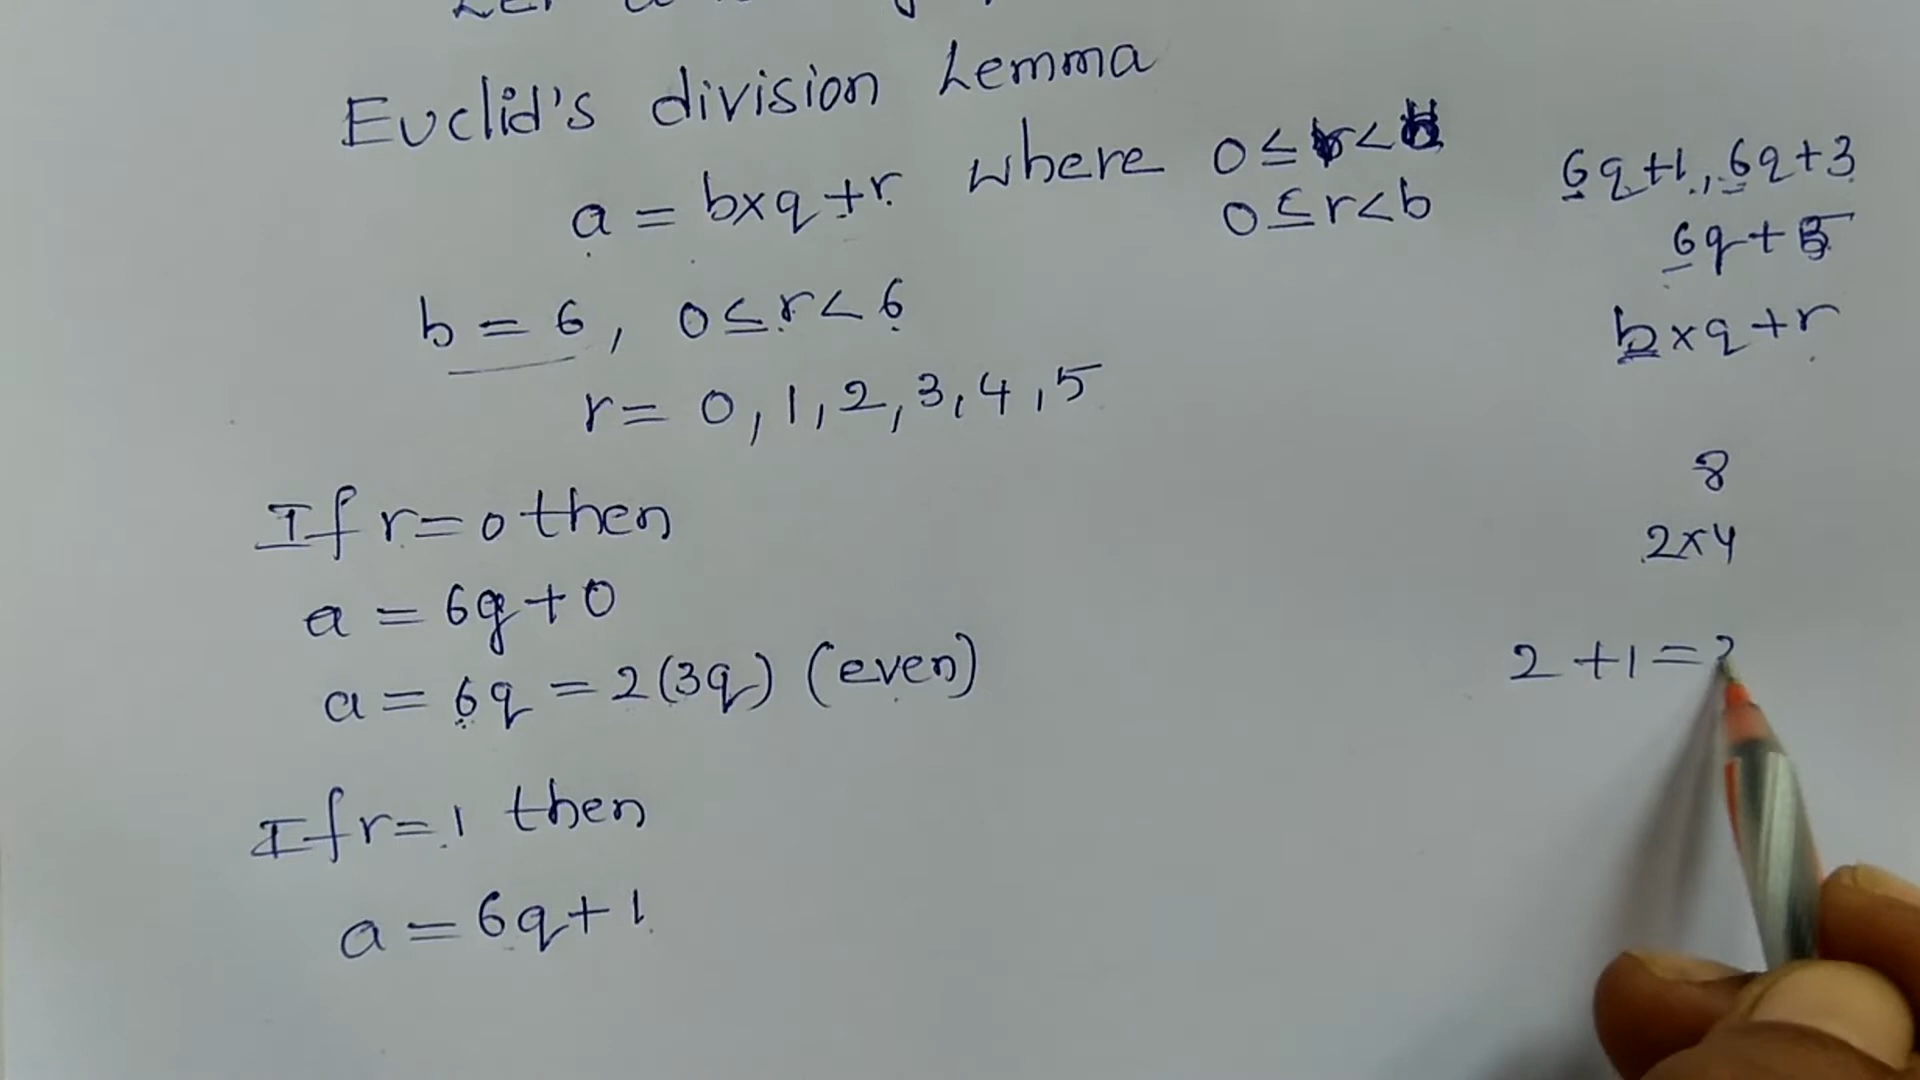 Euclid's division Lemma
a = b×q+r where 0≤r<b
0≤r<b
b = 6, 0≤r<6
r= 0,1,2,3,4,5
If r=0 then
a = 6q+0
a = 6q = 2(3q) (even)
If r=1 then
a = 6q+1
6q+1, 6q+3
6q+5
b×q+r
8
2×4
2+1=3